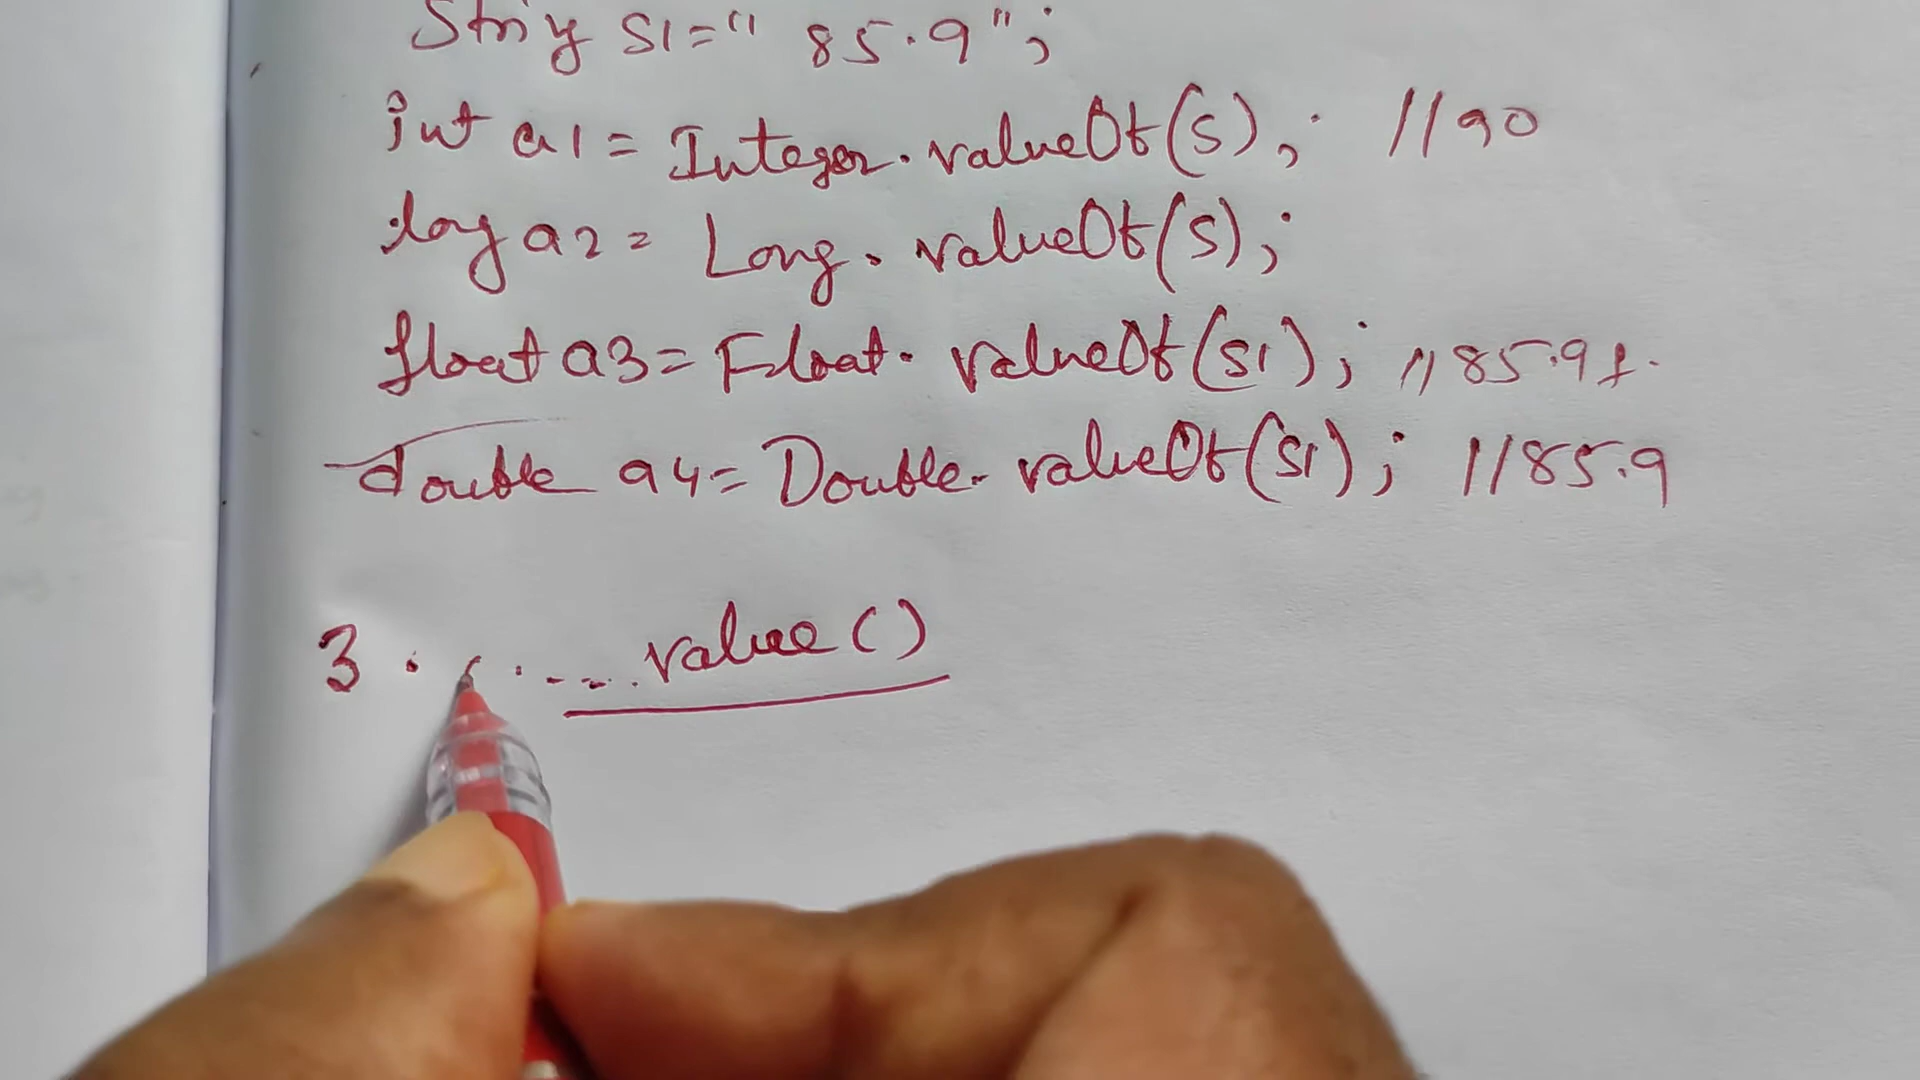 String S1=" 85.9";
int a1 = Integer.valueOf(S); //90
long a2 = Long.valueOf(S);
float a3 = Float.valueOf(S1); //85.9f.
double a4 = Double.valueOf(S1); //85.9
3. ......value()